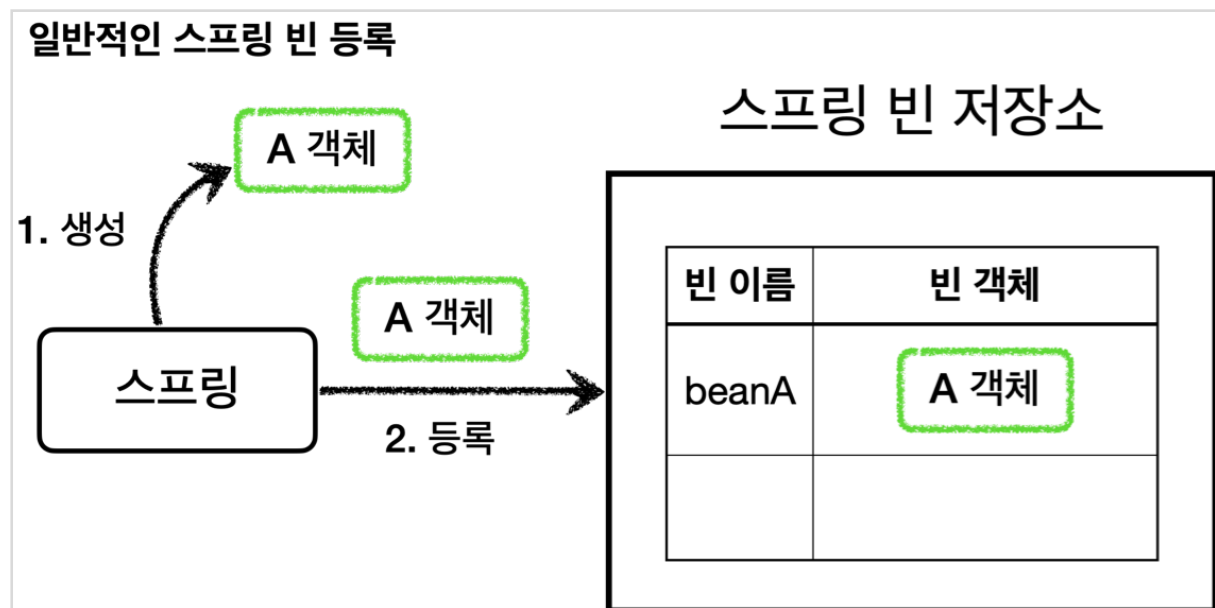 일반적인 스프링 빈 등록
스프링 빈 저장소
A 객체
1. 생성
A 객체
스프링
2. 등록
빈 이름
빈 객체
beanA
A 객체